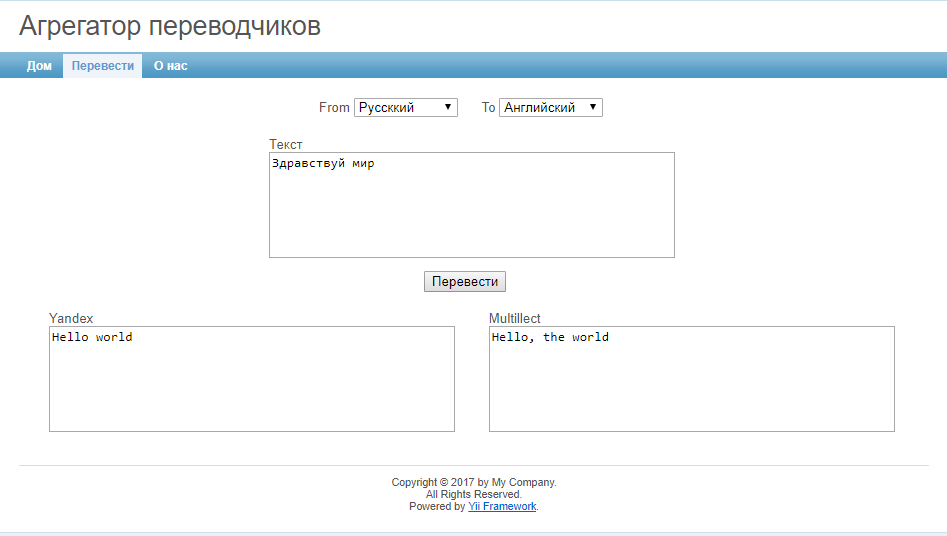 Агрегатор переводчиков
Дом Перевести О нас
From Руссккий To Английский
Текст
Здравствуй мир
Перевести
Yandex Multillect
Hello world Hello, the world
Copyright © 2017 by My Company.
All Rights Reserved.
Powered by Yii Framework.